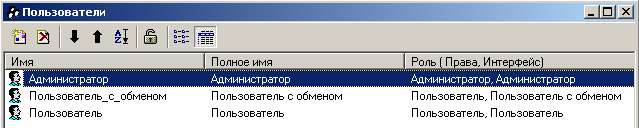 Пользователи
Имя Полное имя Роль ( Права, Интерфейс)
Администратор Администратор Администратор, Администратор
Пользователь_с_обменом Пользователь с обменом Пользователь, Пользователь
Пользователь Пользователь Пользователь, Пользователь